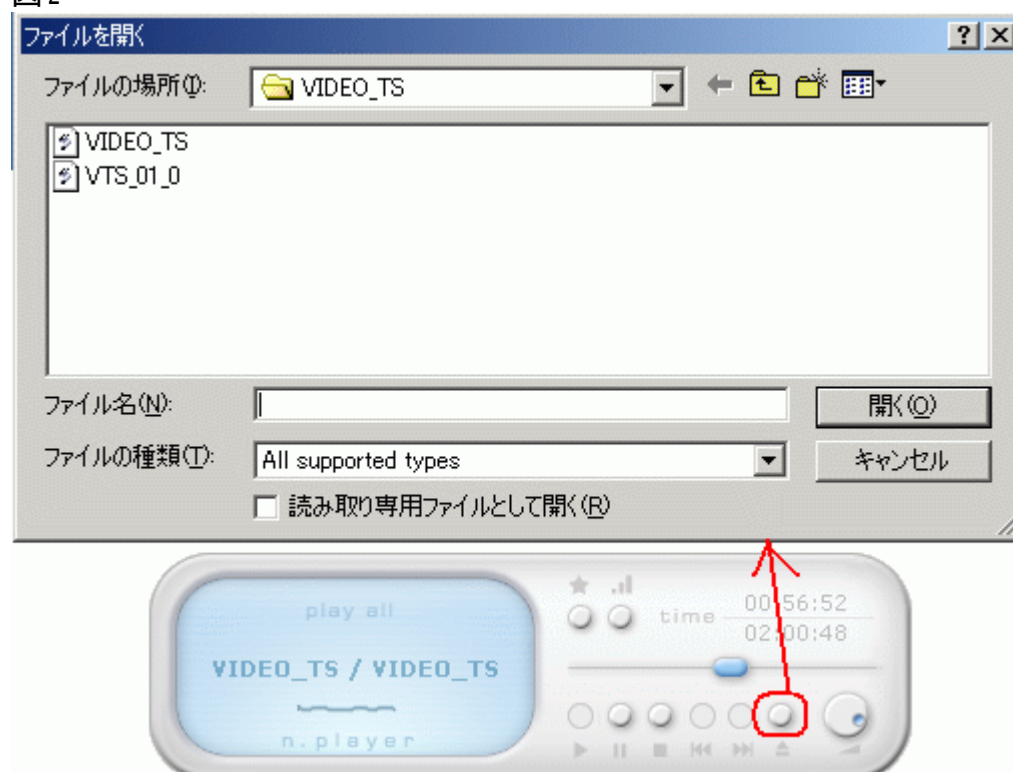 図2
ファイルを開く
ファイルの場所(I):
VIDEO_TS
VIDEO_TS
VTS_01_0
ファイル名(N):
開く(O)
ファイルの種類(T):
All supported types
キャンセル
読み取り専用ファイルとして開く(R)
play all
time
00:56:52
02:00:48
VIDEO_TS / VIDEO_TS
n.player